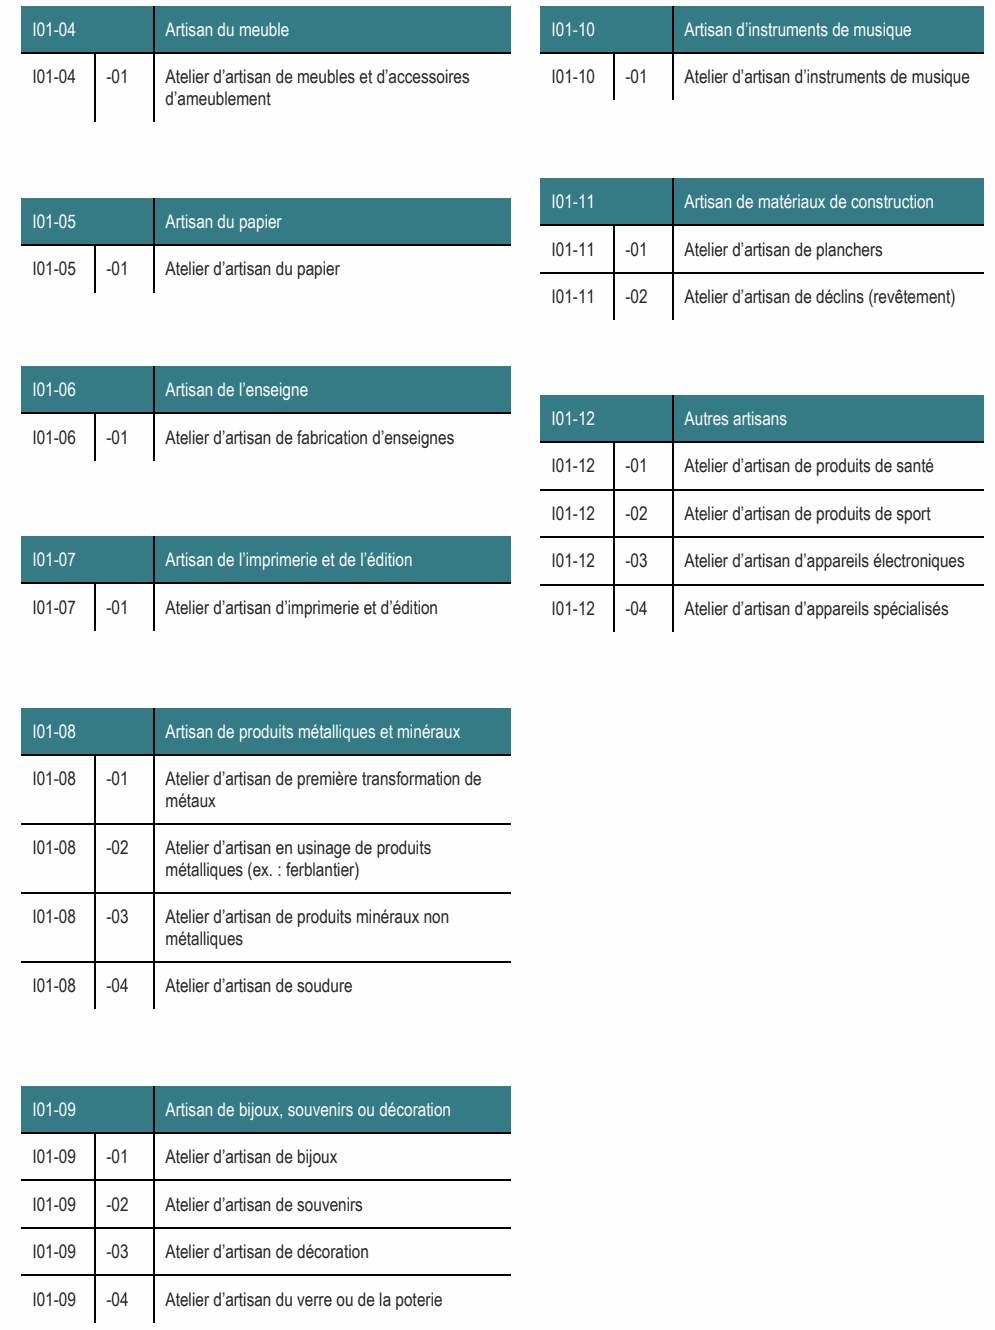 I01-04 Artisan du meuble
I01-04 -01 Atelier d’artisan de meubles et d’accessoires
d’ameublement
I01-05 Artisan du papier
I01-05 -01 Atelier d’artisan du papier
I01-06 Artisan de l’enseigne
I01-06 -01 Atelier d’artisan de fabrication d’enseignes
I01-07 Artisan de l’imprimerie et de l’édition
I01-07 -01 Atelier d’artisan d’imprimerie et d’édition
I01-08 Artisan de produits métalliques et minéraux
I01-08 -01 Atelier d’artisan de première transformation de
métaux
I01-08 -02 Atelier d’artisan en usinage de produits
métalliques (ex. : ferblantier)
I01-08 -03 Atelier d’artisan de produits minéraux non
métalliques
I01-08 -04 Atelier d’artisan de soudure
I01-09 Artisan de bijoux, souvenirs ou décoration
I01-09 -01 Atelier d’artisan de bijoux
I01-09 -02 Atelier d’artisan de souvenirs
I01-09 -03 Atelier d’artisan de décoration
I01-09 -04 Atelier d’artisan du verre ou de la poterie
I01-10 Artisan d’instruments de musique
I01-10 -01 Atelier d’artisan d’instruments de musique
I01-11 Artisan de matériaux de construction
I01-11 -01 Atelier d’artisan de planchers
I01-11 -02 Atelier d’artisan de déclins (revêtement)
I01-12 Autres artisans
I01-12 -01 Atelier d’artisan de produits de santé
I01-12 -02 Atelier d’artisan de produits de sport
I01-12 -03 Atelier d’artisan d’appareils électroniques
I01-12 -04 Atelier d’artisan d’appareils spécialisés